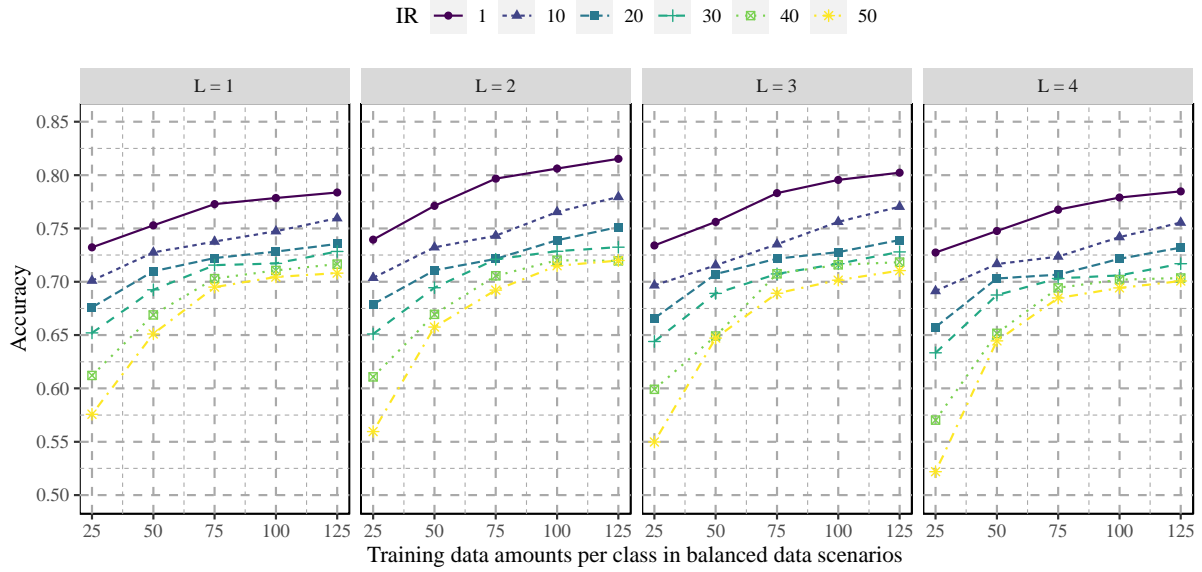 IR 1 10 20 30 40 50
L = 1 L = 2 L = 3 L = 4
Accuracy
0.85
0.80
0.75
0.70
0.65
0.60
0.55
0.50
25 50 75 100 125 25 50 75 100 125 25 50 75 100 125 25 50 75 100 125
Training data amounts per class in balanced data scenarios